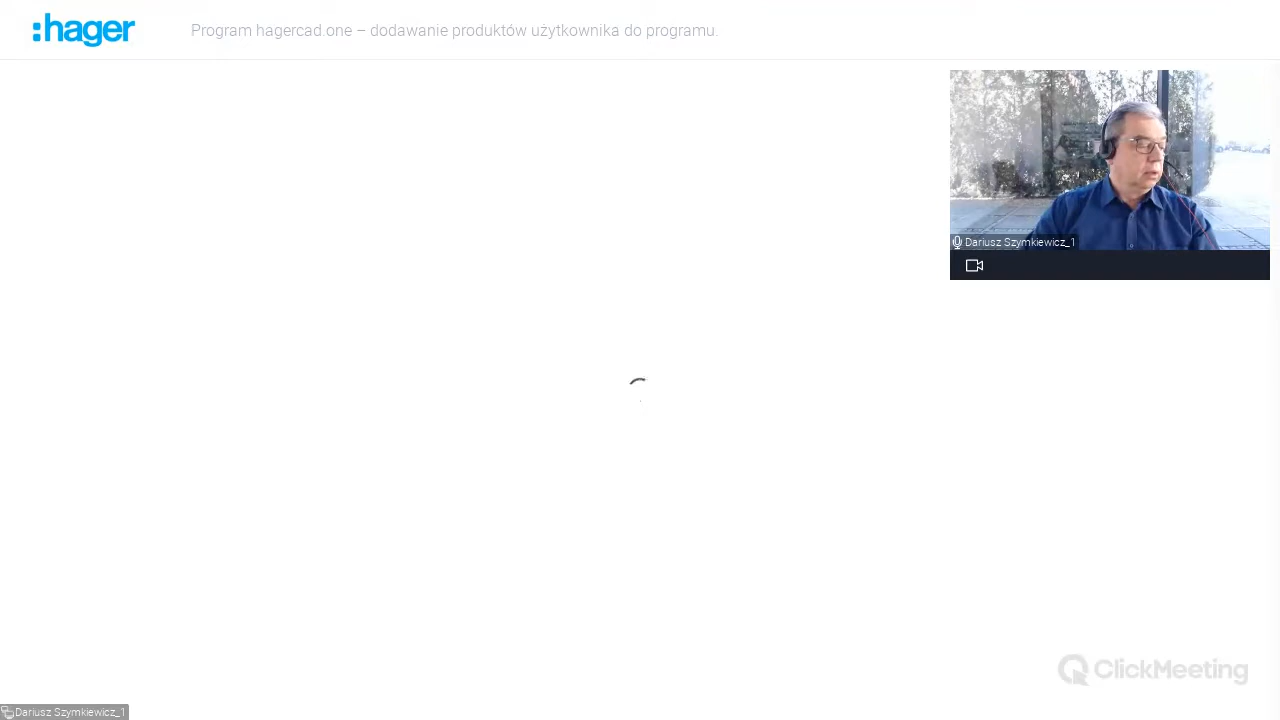 :hager
Program hagercad.one – dodawanie produktów użytkownika do programu.
Dariusz Szymkiewicz_1
ClickMeeting
Dariusz Szymkiewicz_1